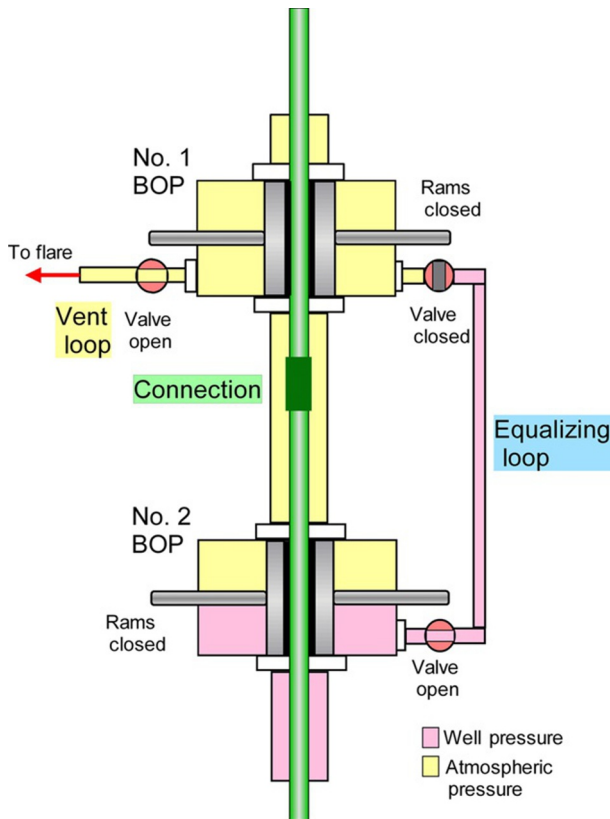 No. 1
BOP
Rams
closed
To flare
Vent
loop
Valve
open
Valve
closed
Connection
Equalizing
loop
No. 2
BOP
Rams
closed
Valve
open
Well pressure
Atmospheric
pressure